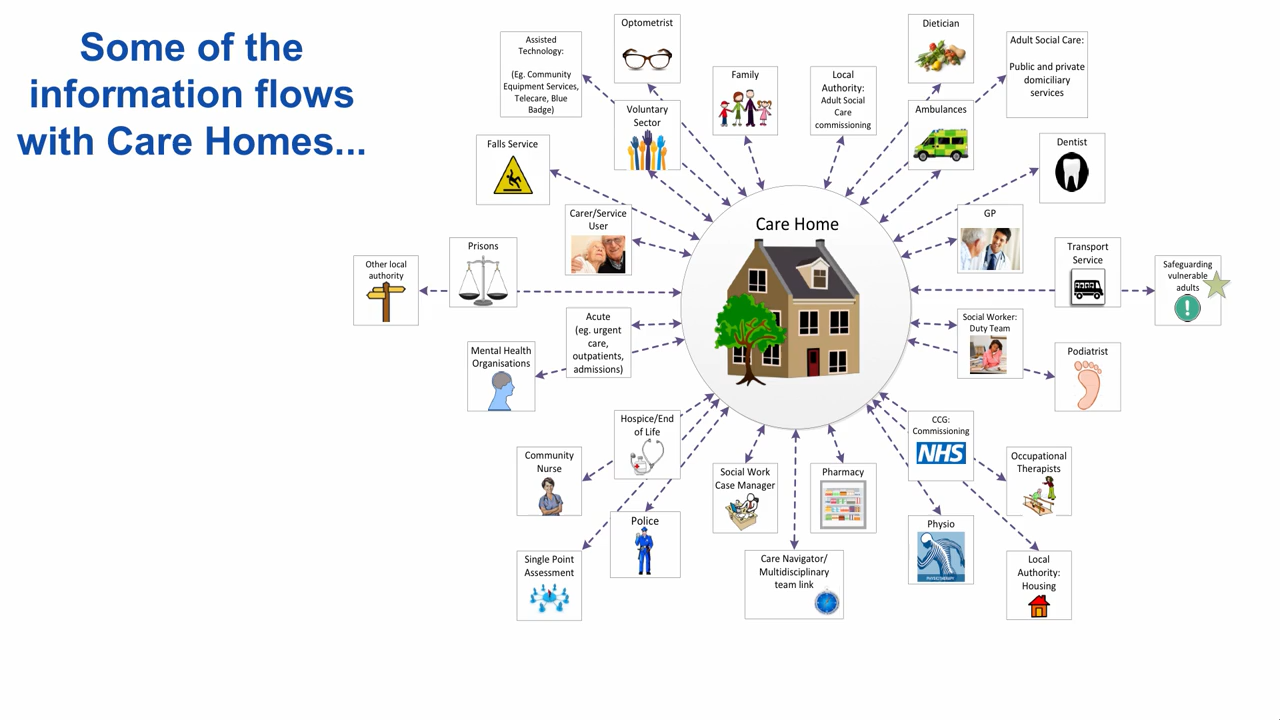 Some of the
information flows
with Care Homes...
Optometrist
Assisted
Technology:
(Eg. Community
Equipment Services,
Telecare, Blue
Badge)
Voluntary
Sector
Family
Local
Authority:
Adult Social
Care
commissioning
Dietician
Adult Social Care:
Public and private
domiciliary
services
Ambulances
Falls Service
Dentist
Carer/Service
User
Care Home
GP
Prisons
Transport
Service
Other local
authority
Safeguarding
vulnerable
adults
Acute
(eg. urgent
care,
outpatients,
admissions)
Social Worker:
Duty Team
Mental Health
Organisations
Podiatrist
Hospice/End
of Life
CCG:
Commissioning
NHS
Community
Nurse
Social Work
Case Manager
Pharmacy
Occupational
Therapists
Police
Physio
PHYSIOTHERAPY
Single Point
Assessment
Care Navigator/
Multidisciplinary
team link
Local
Authority:
Housing